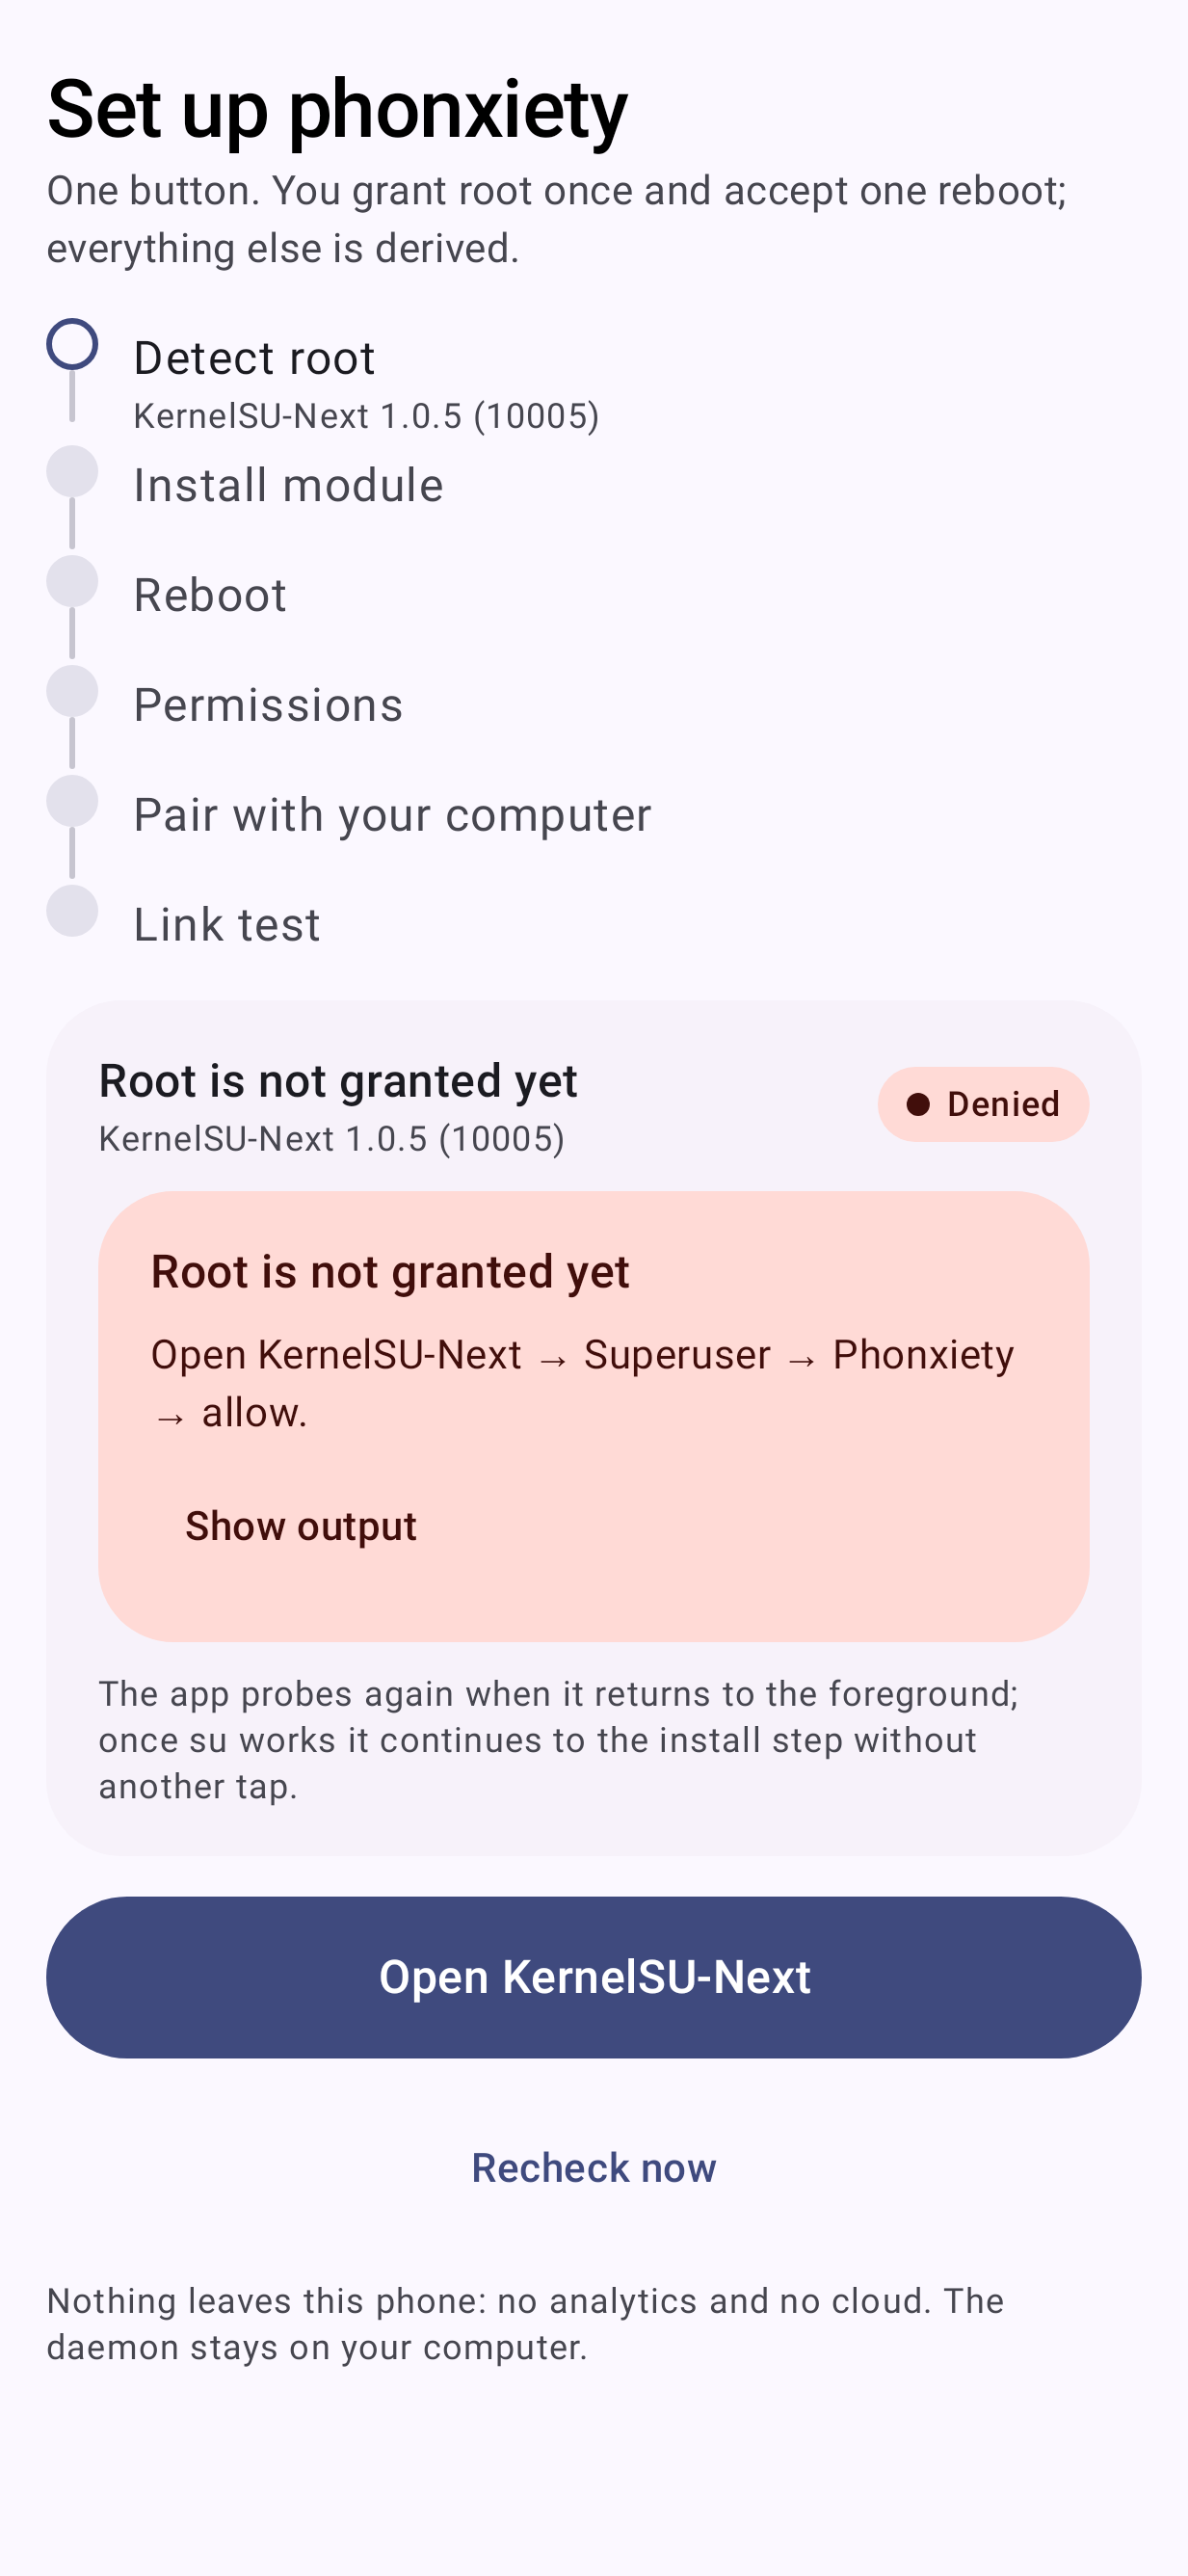 Set up phonxiety
One button. You grant root once and accept one reboot;
everything else is derived.
Detect root
KernelSU-Next 1.0.5 (10005)
Install module
Reboot
Permissions
Pair with your computer
Link test
Root is not granted yet
KernelSU-Next 1.0.5 (10005)
Denied
Root is not granted yet
Open KernelSU-Next → Superuser → Phonxiety
→ allow.
Show output
The app probes again when it returns to the foreground;
once su works it continues to the install step without
another tap.
Open KernelSU-Next
Recheck now
Nothing leaves this phone: no analytics and no cloud. The
daemon stays on your computer.